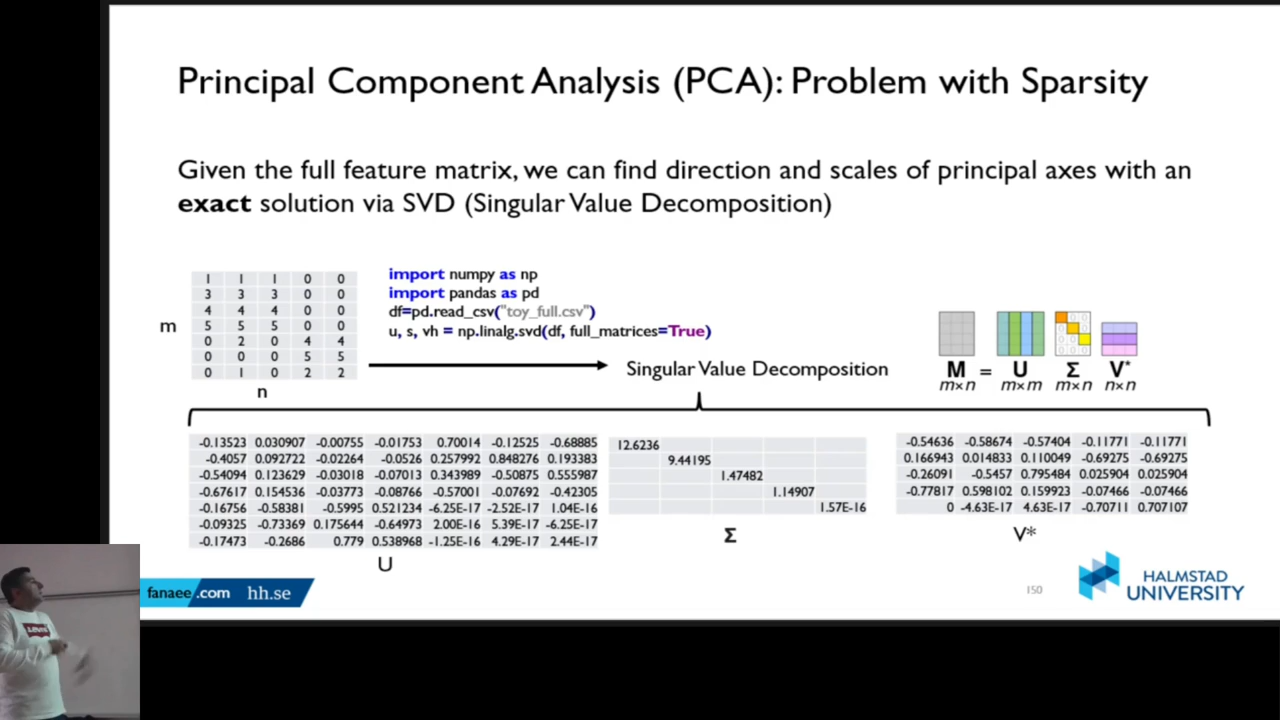 Principal Component Analysis (PCA): Problem with Sparsity
Given the full feature matrix, we can find direction and scales of principal axes with an
exact solution via SVD (Singular Value Decomposition)
1 1 1 0 0
3 3 3 0 0
4 4 4 0 0
5 5 5 0 0
0 2 0 4 4
0 0 0 5 5
0 1 0 2 2
m
n
import numpy as np
import pandas as pd
df=pd.read_csv("toy_full.csv")
u, s, vh = np.linalg.svd(df, full_matrices=True)
Singular Value Decomposition
M = U Σ V*
m×n m×m m×n n×n
-0.13523 0.030907 -0.00755 -0.01753 0.70014 -0.12525 -0.68885
-0.4057 0.092722 -0.02264 -0.0526 0.257992 0.848276 0.193383
-0.54094 0.123629 -0.03018 -0.07013 0.343989 -0.50875 0.555987
-0.67617 0.154536 -0.03773 -0.08766 -0.57001 -0.07692 -0.42305
-0.16756 -0.58381 -0.5995 0.521234 -6.25E-17 -2.52E-17 1.04E-16
-0.09325 -0.73369 0.175644 -0.64973 2.00E-16 5.39E-17 -6.25E-17
-0.17473 -0.2686 0.779 0.538968 -1.25E-16 4.29E-17 2.44E-17
U
12.6236
9.44195
1.47482
1.14907
1.57E-16
Σ
-0.54636 -0.58674 -0.57404 -0.11771 -0.11771
0.166943 0.014833 0.110049 -0.69275 -0.69275
-0.26091 -0.5457 0.795484 0.025904 0.025904
-0.77817 0.598102 0.159923 -0.07466 -0.07466
0 -4.63E-17 4.63E-17 -0.70711 0.707107
V*
fanaee.com hh.se
150
HALMSTAD
UNIVERSITY
Levi's